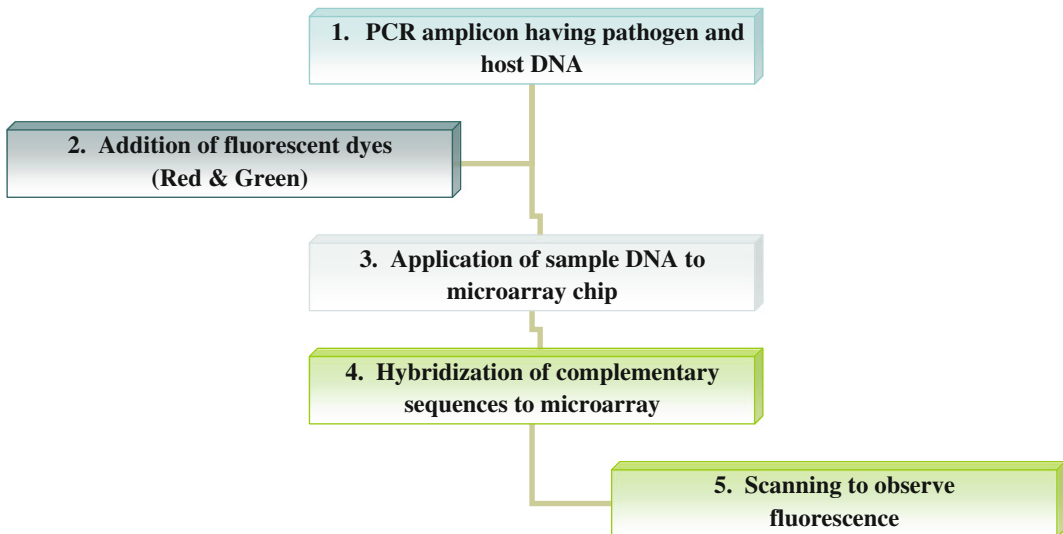 1. PCR amplicon having pathogen and
host DNA
2. Addition of fluorescent dyes
(Red & Green)
3. Application of sample DNA to
microarray chip
4. Hybridization of complementary
sequences to microarray
5. Scanning to observe
fluorescence